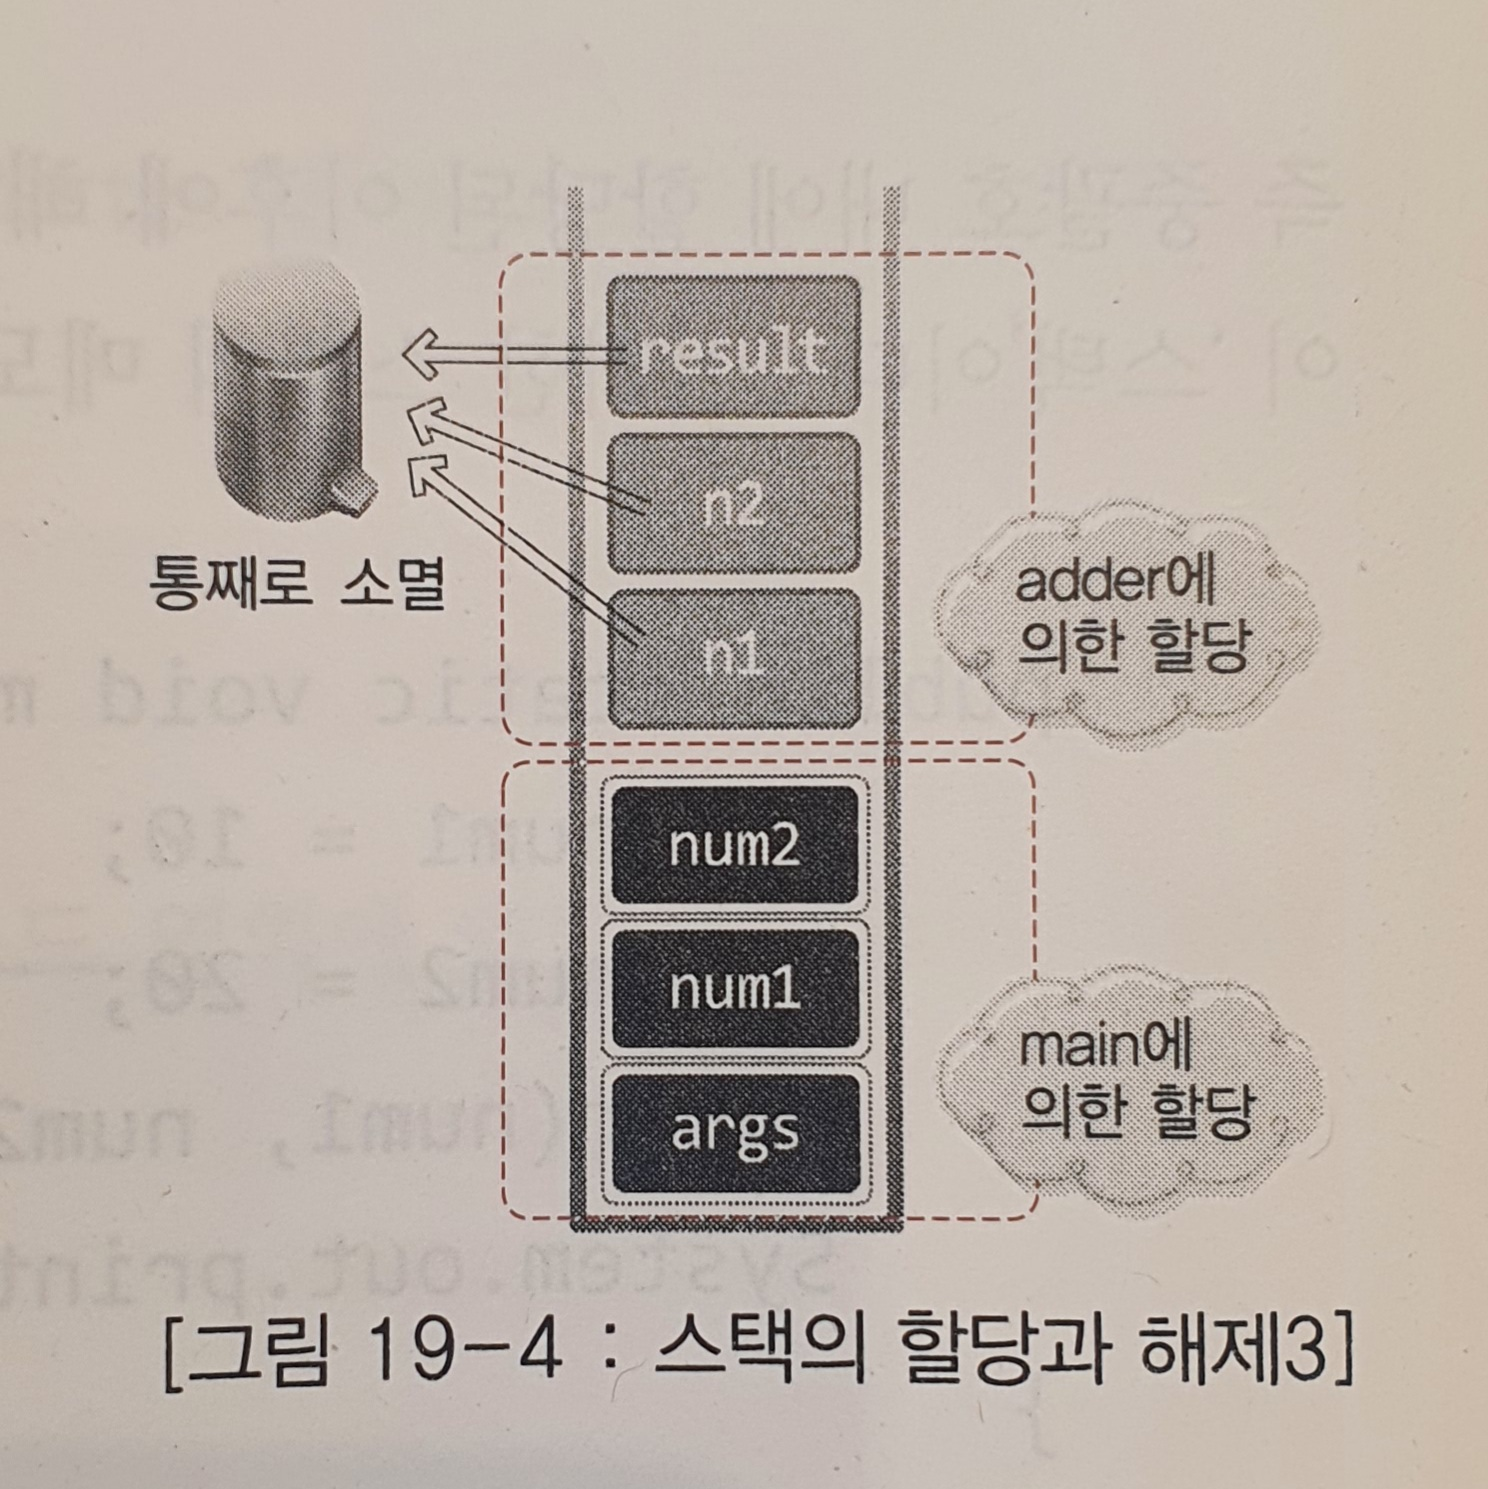 result
n2
통째로 소멸
adder에
의한 할당
n1
num2
num1
main에
의한 할당
args
[그림 19-4 : 스택의 할당과 해제3]